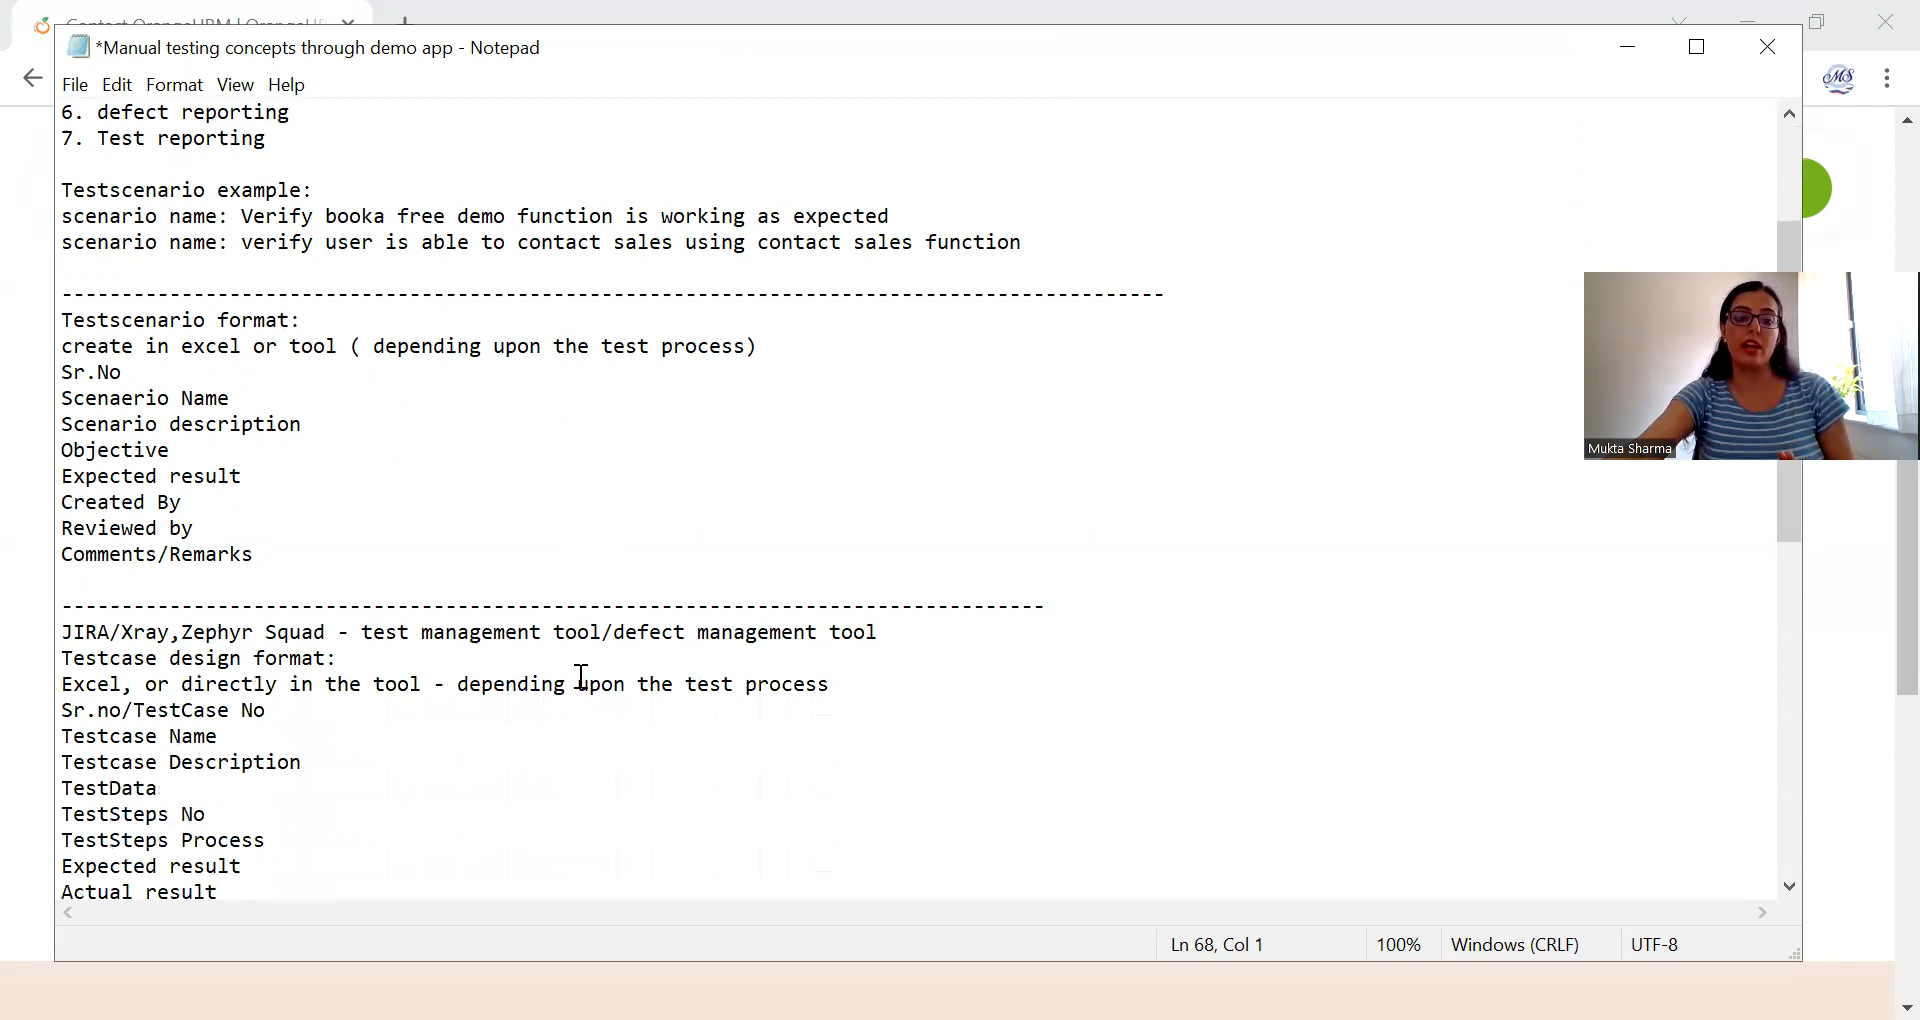 Contact OrangeHRM | OrangeHR
*Manual testing concepts through demo app - Notepad
File Edit Format View Help
MS
6. defect reporting
7. Test reporting
Testscenario example:
scenario name: Verify booka free demo function is working as expected
scenario name: verify user is able to contact sales using contact sales function
--------------------------------------------------------------------------------------------
Testscenario format:
create in excel or tool ( depending upon the test process)
Sr.No
Scenaerio Name
Scenario description
Objective
Expected result
Created By
Reviewed by
Comments/Remarks
Mukta Sharma
----------------------------------------------------------------------------------
JIRA/Xray,Zephyr Squad - test management tool/defect management tool
Testcase design format:
Excel, or directly in the tool - depending upon the test process
Sr.no/TestCase No
Testcase Name
Testcase Description
TestData
TestSteps No
TestSteps Process
Expected result
Actual result
Ln 68, Col 1 100% Windows (CRLF) UTF-8